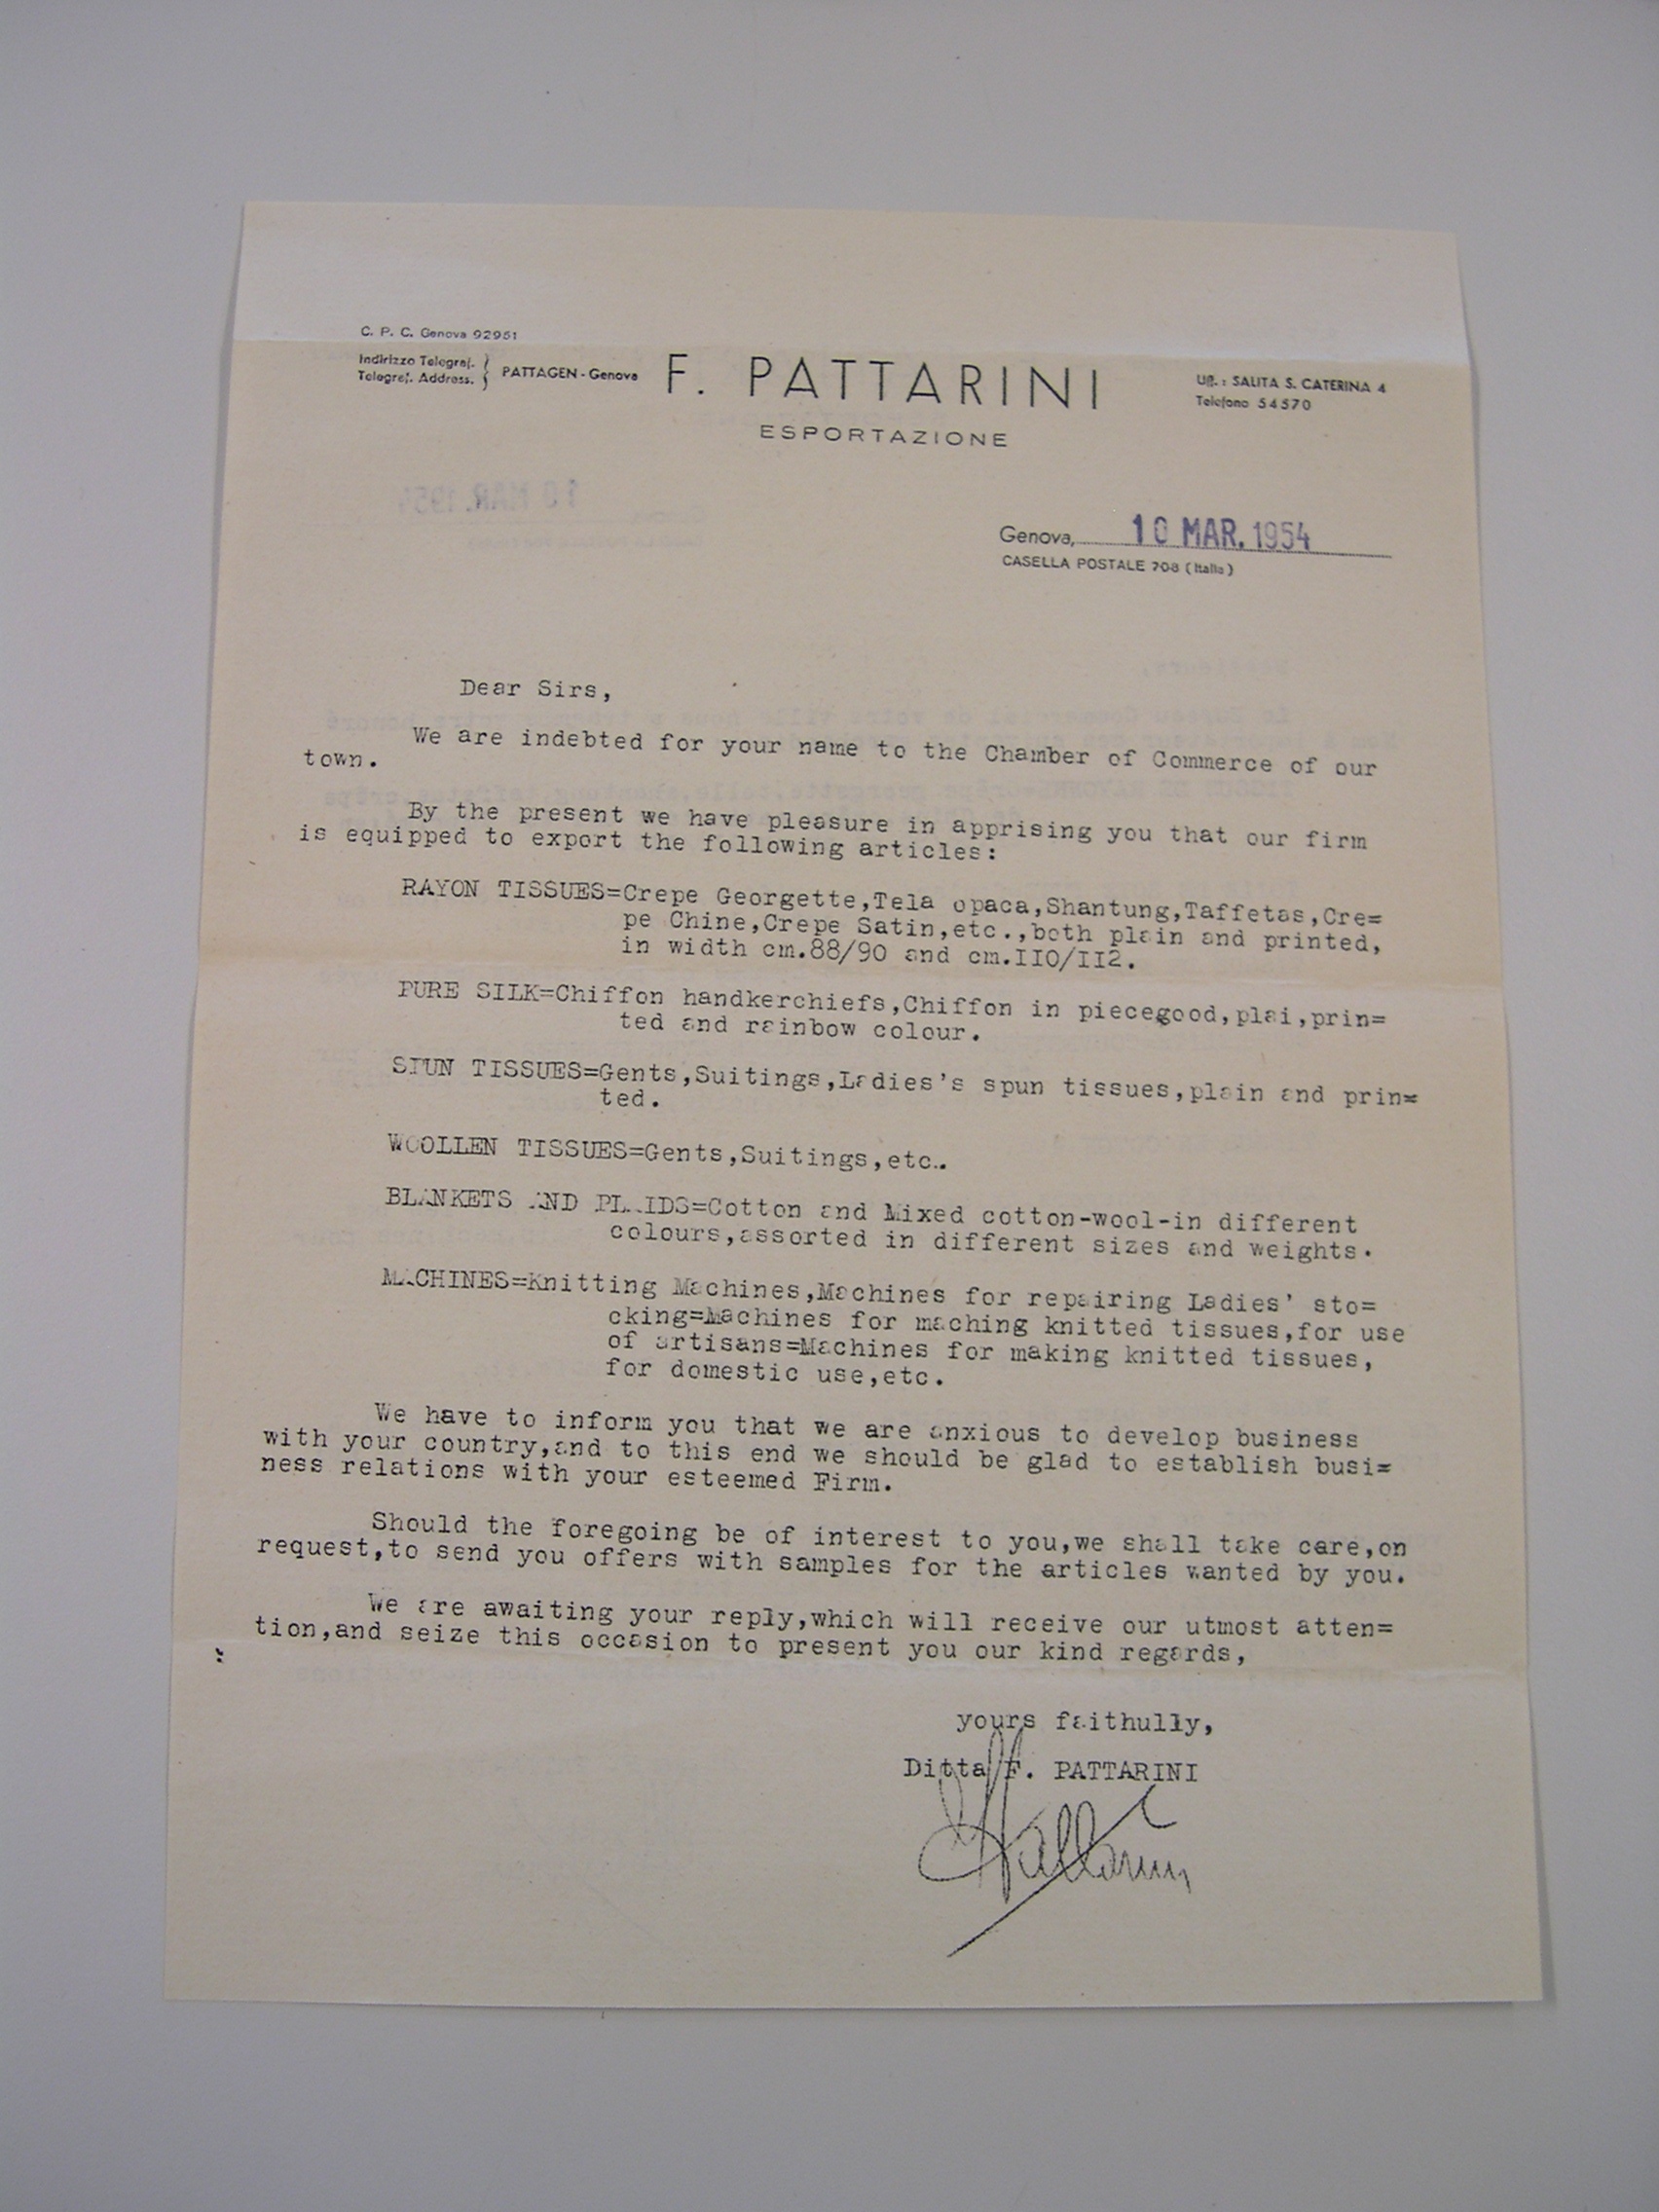 C. P. C. Genova 92951
Indirizzo Telegraf.
Telegraf. Address.
PATTAGEN - Genova
F. PATTARINI
ESPORTAZIONE
Uff.: SALITA S. CATERINA 4
Telefono 54570
Genova, 10 MAR. 1954
CASELLA POSTALE 708 (Italia)
Dear Sirs,
We are indebted for your name to the Chamber of Commerce of our
town.
By the present we have pleasure in apprising you that our firm
is equipped to export the following articles:
RAYON TISSUES=Crepe Georgette,Tela opaca,Shantung,Taffetas,Cre=
pe Chine,Crepe Satin,etc.,both plain and printed,
in width cm.88/90 and cm.IIO/II2.
PURE SILK=Chiffon handkerchiefs,Chiffon in piecegood,plai,prin=
ted and rainbow colour.
SPUN TISSUES=Gents,Suitings,Ladies's spun tissues,plain and prin=
ted.
WOOLLEN TISSUES=Gents,Suitings,etc..
BLANKETS AND PLAIDS=Cotton and Mixed cotton-wool-in different
colours,assorted in different sizes and weights.
MACHINES=Knitting Machines,Machines for repairing Ladies' sto=
cking=Machines for maching knitted tissues,for use
of artisans=Machines for making knitted tissues,
for domestic use,etc.
We have to inform you that we are anxious to develop business
with your country,and to this end we should be glad to establish busi=
ness relations with your esteemed Firm.
Should the foregoing be of interest to you,we shall take care,on
request,to send you offers with samples for the articles wanted by you.
We are awaiting your reply,which will receive our utmost atten=
tion,and seize this occasion to present you our kind regards,
yours faithully,
Ditta F. PATTARINI
Pattarini